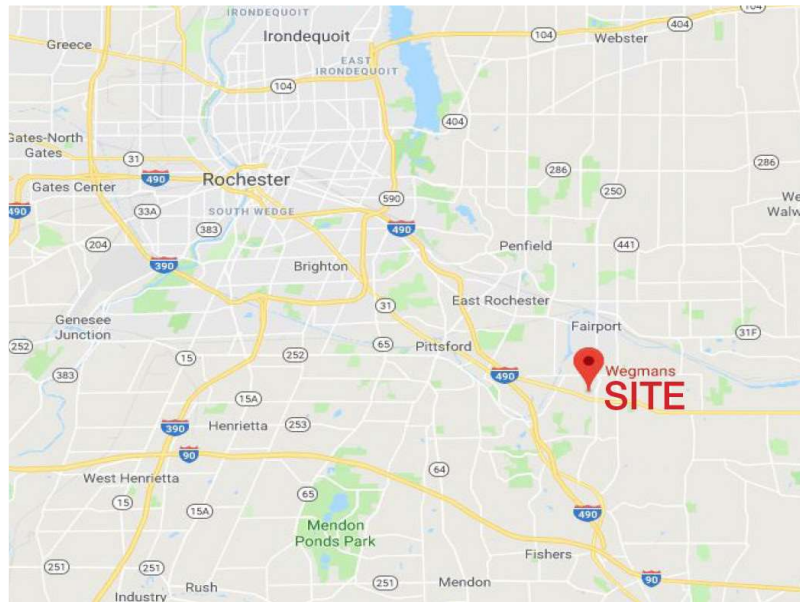 IRONDEQUOIT
104
404
Irondequoit
104
Webster
Greece
EAST
IRONDEQUOIT
104
404
Gates-North
Gates
31
286
286
490
Gates Center
Rochester
590
250
490
33A
SOUTH WEDGE
383
490
204
Penfield
441
390
Brighton
East Rochester
31
Genesee
Junction
Fairport
31F
252
15
252
65
Pittsford
383
490
Wegmans
SITE
15A
390
Henrietta
253
90
64
West Henrietta
65
15
15A
490
Mendon
Ponds Park
Fishers
251
251
Rush
251
Mendon
90
Industry